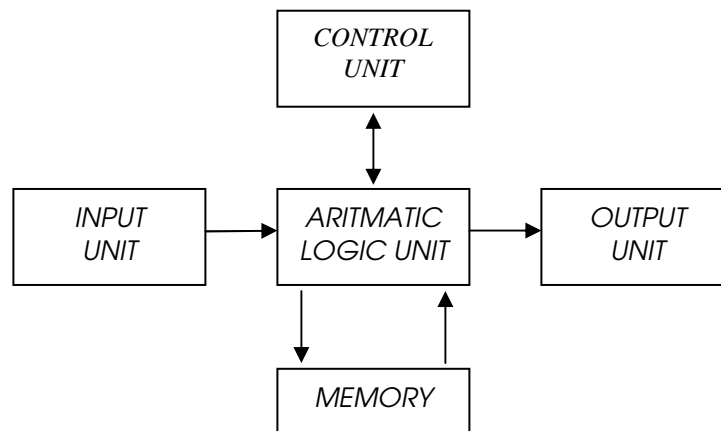 CONTROL
UNIT
INPUT
UNIT
ARITMATIC
LOGIC UNIT
OUTPUT
UNIT
MEMORY